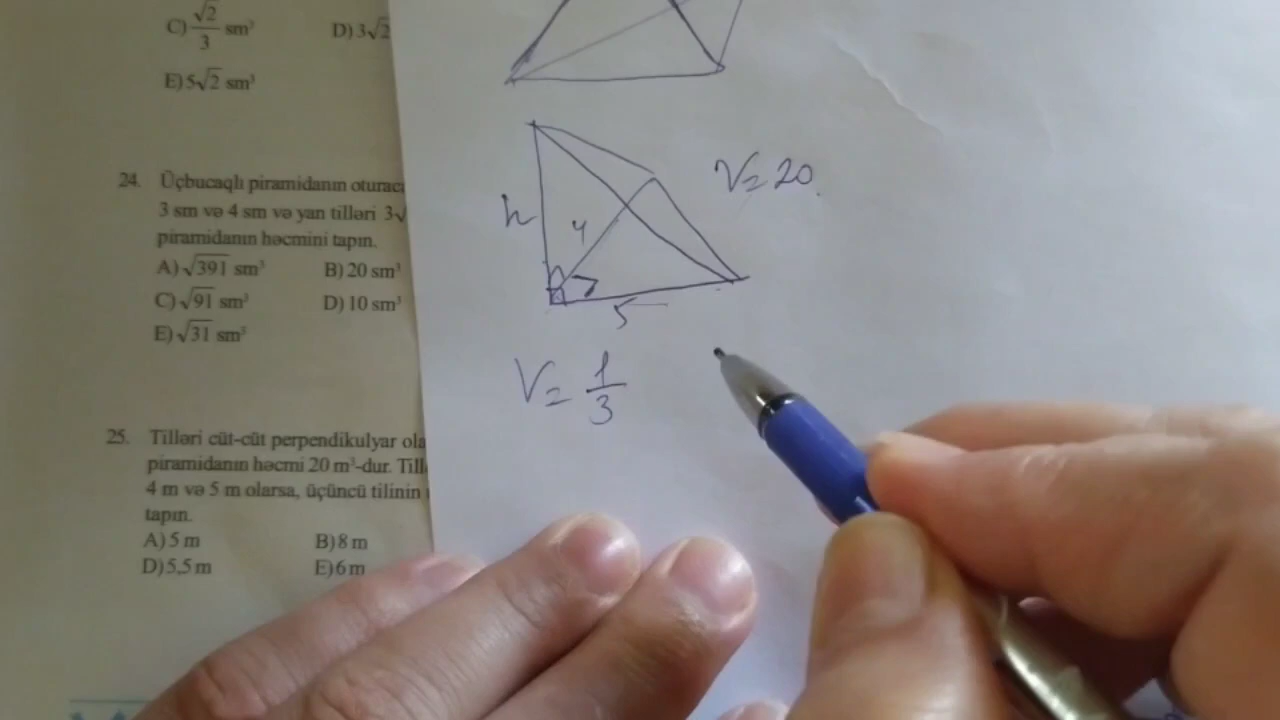 C) √2/3 sm³ D) 3√2
E) 5√2 sm³
24. Üçbucaqlı piramidanın
3 sm və 4 sm və yan tilləri 3√
piramidanın həcmini tapın.
A) √391 sm³ B) 20 sm³
C) √91 sm³ D) 10 sm³
E) √31 sm³
25. Tilləri cüt-cüt perpendikulyar
piramidanın həcmi 20 m³-dur.
4 m və 5 m olarsa, üçüncü tilinin
tapın.
A) 5 m B) 8 m
D) 5,5 m E) 6 m
V = 20.
h
4
5
V = 1/3